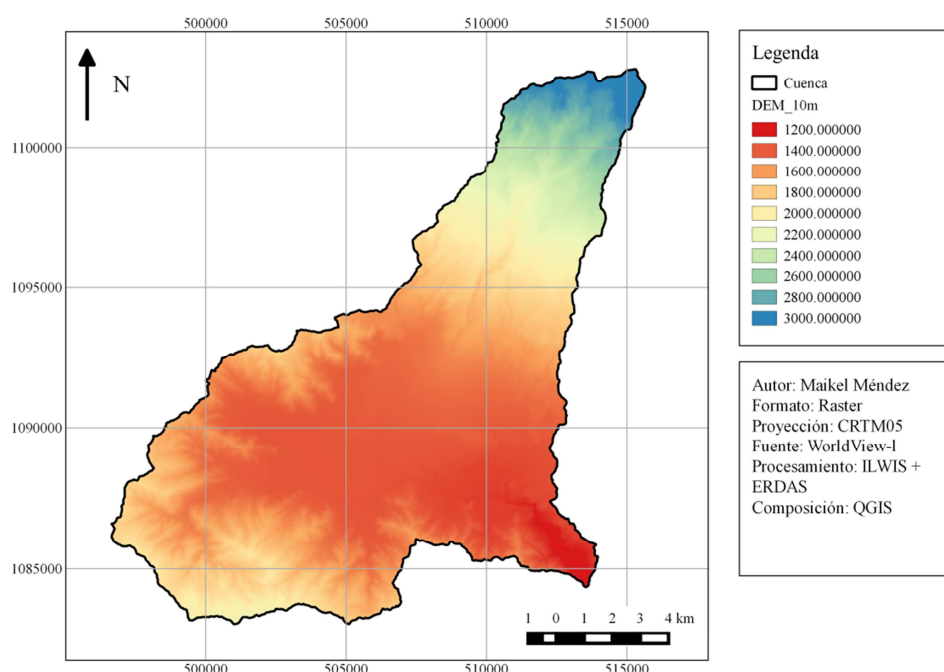 500000 505000 510000 515000
N
1100000
1095000
1090000
1085000
1 0 1 2 3 4 km
500000 505000 510000 515000
Legenda
Cuenca
DEM_10m
1200.000000
1400.000000
1600.000000
1800.000000
2000.000000
2200.000000
2400.000000
2600.000000
2800.000000
3000.000000
Autor: Maikel Méndez
Formato: Raster
Proyección: CRTM05
Fuente: WorldView-I
Procesamiento: ILWIS +
ERDAS
Composición: QGIS